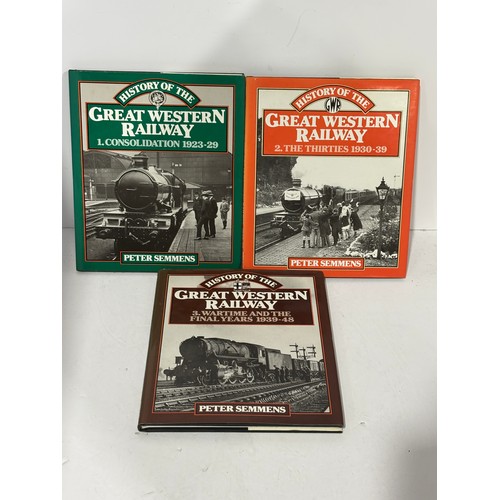 HISTORY OF THE
GREAT WESTERN
RAILWAY
1. CONSOLIDATION 1923-29
PETER SEMMENS
HISTORY OF THE
GWR
GREAT WESTERN
RAILWAY
2. THE THIRTIES 1930-39
PETER SEMMENS
HISTORY OF THE
GREAT WESTERN
RAILWAY
3. WARTIME AND THE
FINAL YEARS 1939-48
PETER SEMMENS